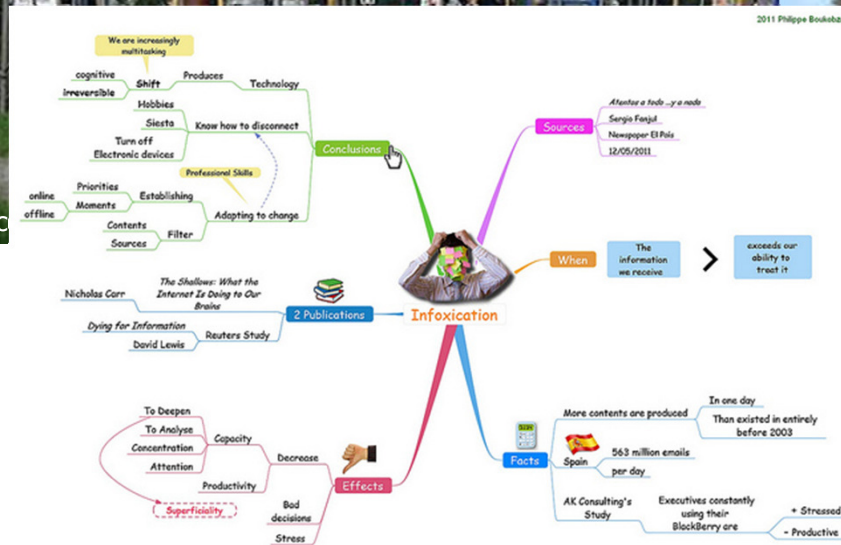 2011 Philippe Boukobza
We are increasingly
multitasking
cognitive
irreversible
Shift
Produces
Technology
Hobbies
Siesta
Turn off
Electronic devices
Know how to disconnect
Professional Skills
Priorities
online
offline
Moments
Establishing
Contents
Sources
Filter
Adapting to change
Conclusions
Sources
Atentos a todo ...y a nada
Sergio Fanjul
Newspaper El País
12/05/2011
When
The
information
we receive
>
exceeds our
ability to
treat it
Infoxication
2 Publications
The Shallows: What the
Internet Is Doing to Our
Brains
Nicholas Carr
Dying for Information
David Lewis
Reuters Study
Effects
Decrease
Capacity
To Deepen
To Analyse
Concentration
Attention
Productivity
Superficiality
Bad
decisions
Stress
Facts
More contents are produced
In one day
Than existed in entirely
before 2003
Spain
563 million emails
per day
AK Consulting's
Study
Executives constantly
using their
BlackBerry are
+ Stressed
- Productive